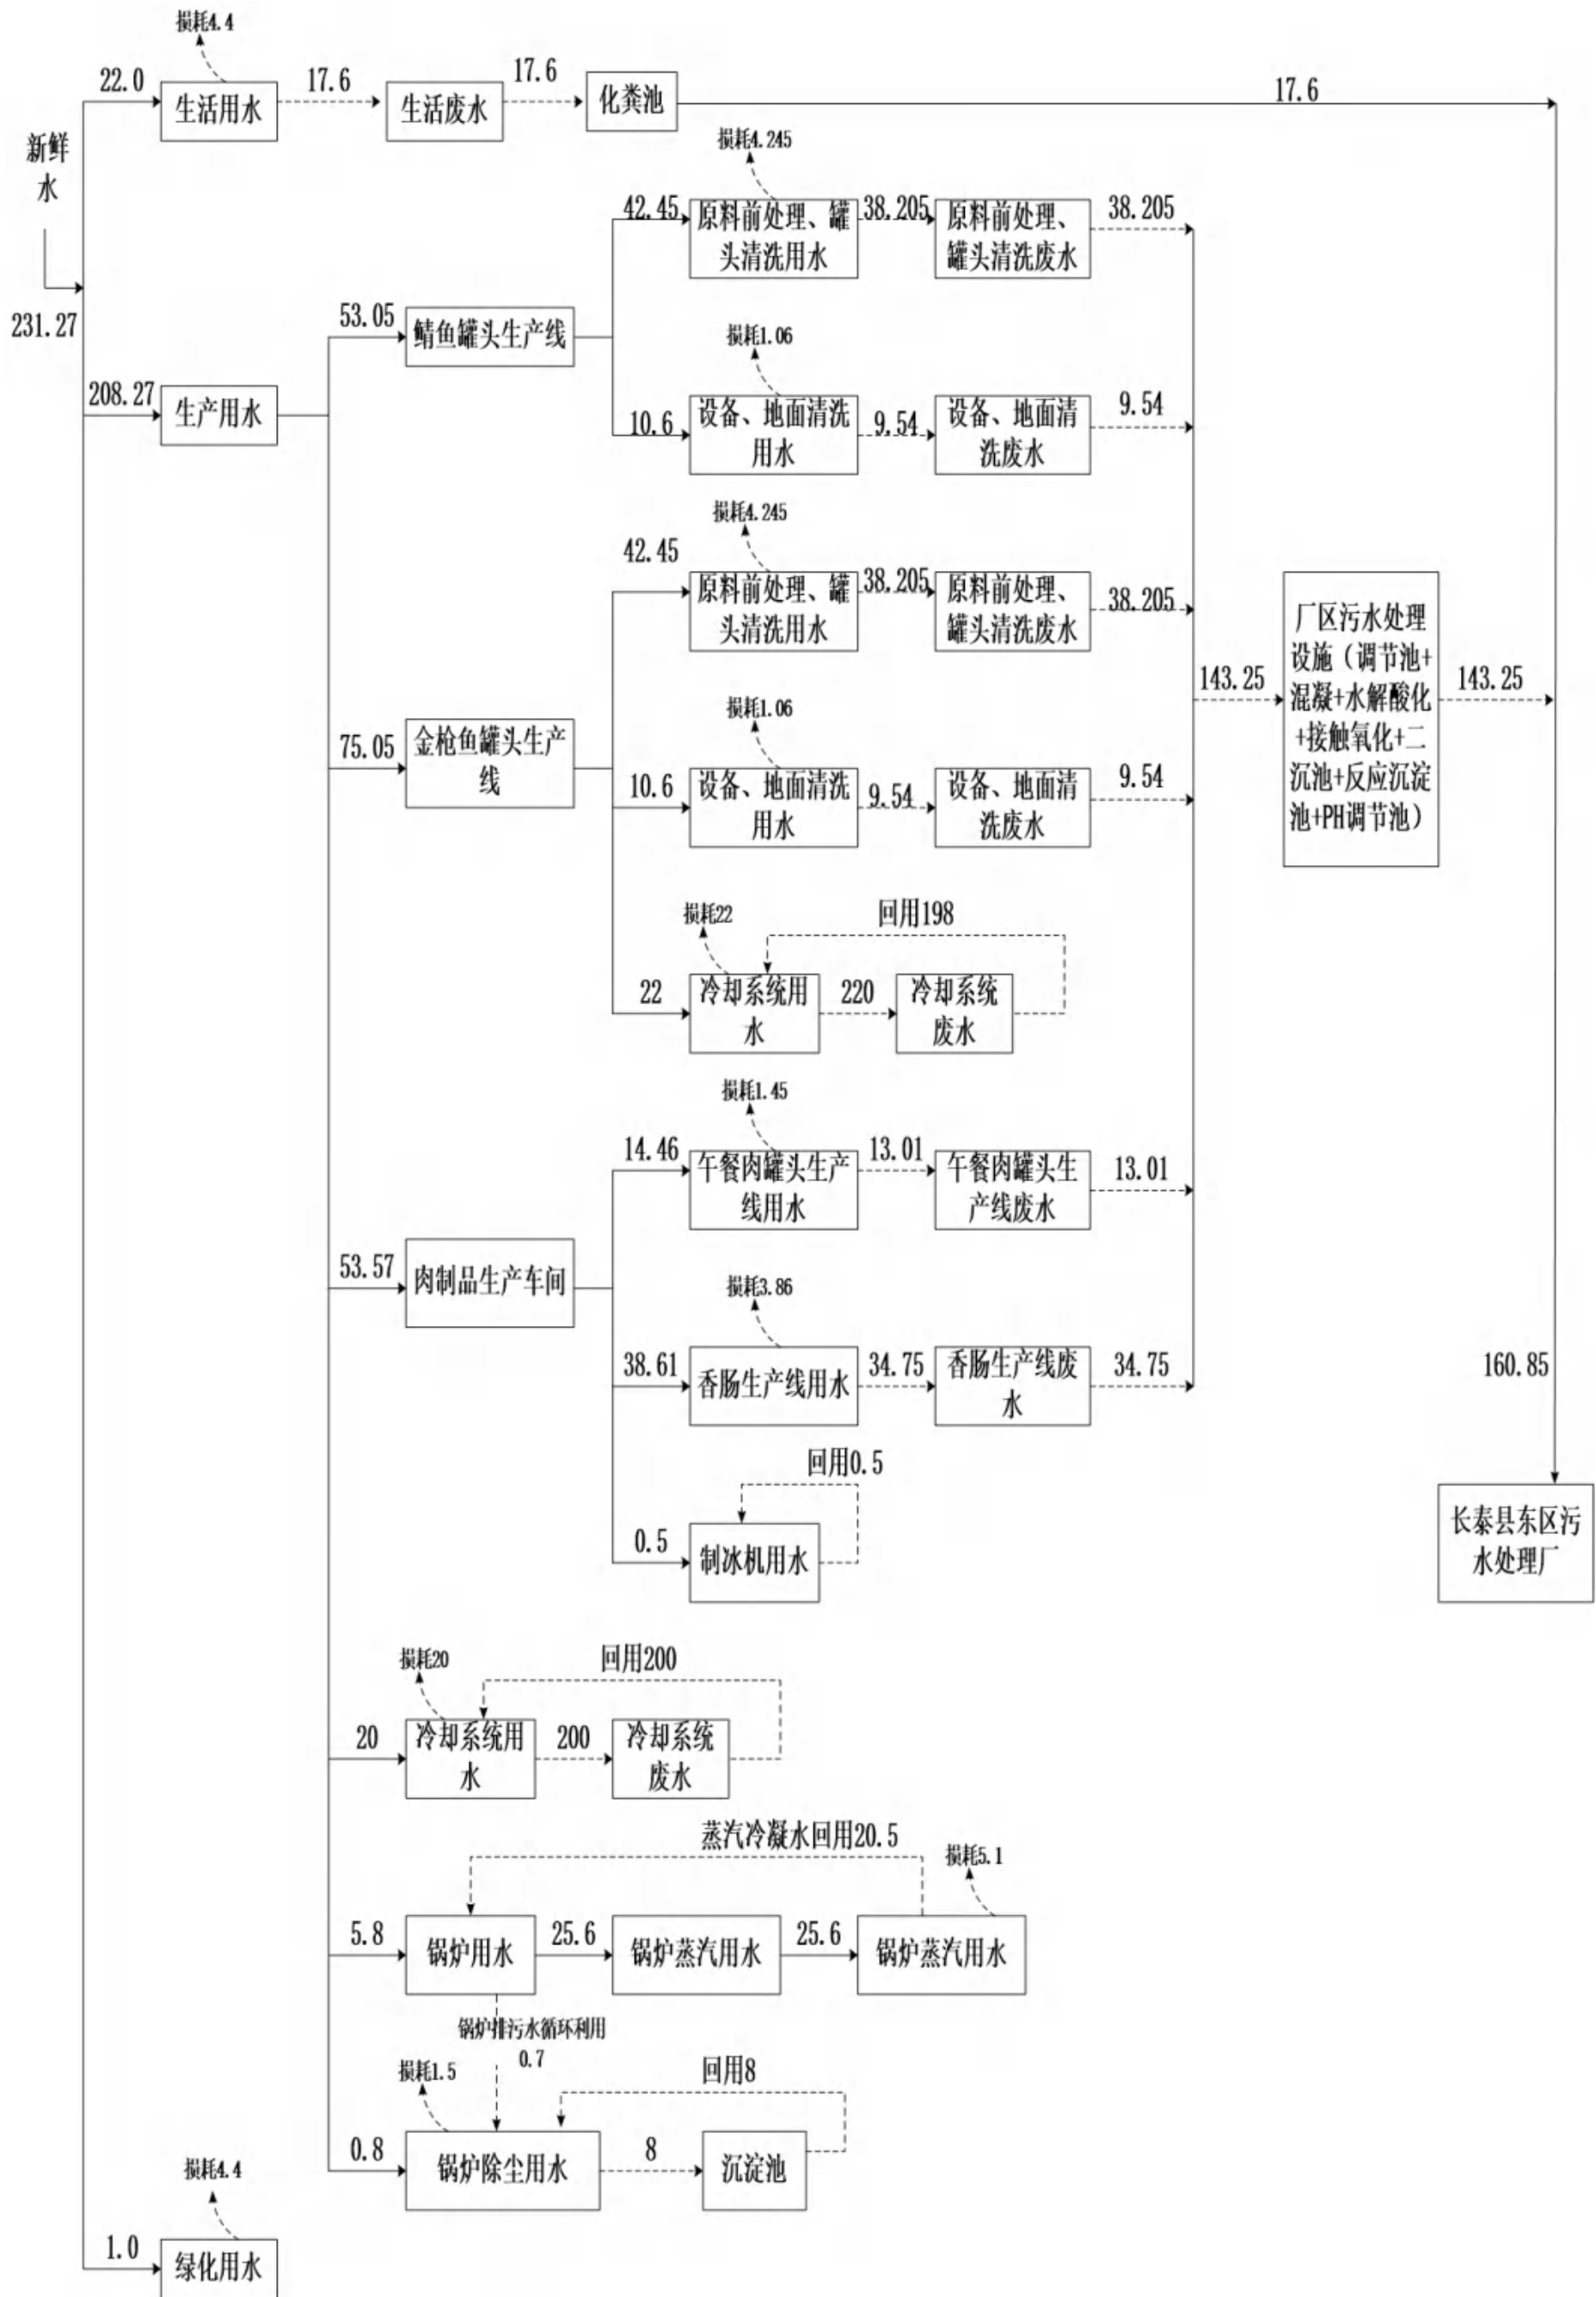 损耗4.4
22.0
生活用水
17.6
生活废水
17.6
化粪池
17.6
新鲜
水
231.27
损耗4.245
42.45
原料前处理、罐
头清洗用水
38.205
原料前处理、
罐头清洗废水
38.205
53.05
鲭鱼罐头生产线
损耗1.06
10.6
设备、地面清洗
用水
9.54
设备、地面清
洗废水
9.54
208.27
生产用水
损耗4.245
42.45
原料前处理、罐
头清洗用水
38.205
原料前处理、
罐头清洗废水
38.205
143.25
厂区污水处理
设施（调节池+
混凝+水解酸化
+接触氧化+二
沉池+反应沉淀
池+PH调节池）
143.25
75.05
金枪鱼罐头生产
线
损耗1.06
10.6
设备、地面清洗
用水
9.54
设备、地面清
洗废水
9.54
损耗22
回用198
22
冷却系统用
水
220
冷却系统
废水
损耗1.45
14.46
午餐肉罐头生产
线用水
13.01
午餐肉罐头生
产线废水
13.01
53.57
肉制品生产车间
损耗3.86
38.61
香肠生产线用水
34.75
香肠生产线废
水
34.75
160.85
回用0.5
0.5
制冰机用水
长泰县东区污
水处理厂
损耗20
回用200
20
冷却系统用
水
200
冷却系统
废水
蒸汽冷凝水回用20.5
损耗5.1
5.8
锅炉用水
25.6
锅炉蒸汽用水
25.6
锅炉蒸汽用水
锅炉排污水循环利用
0.7
损耗1.5
回用8
0.8
锅炉除尘用水
8
沉淀池
损耗4.4
1.0
绿化用水